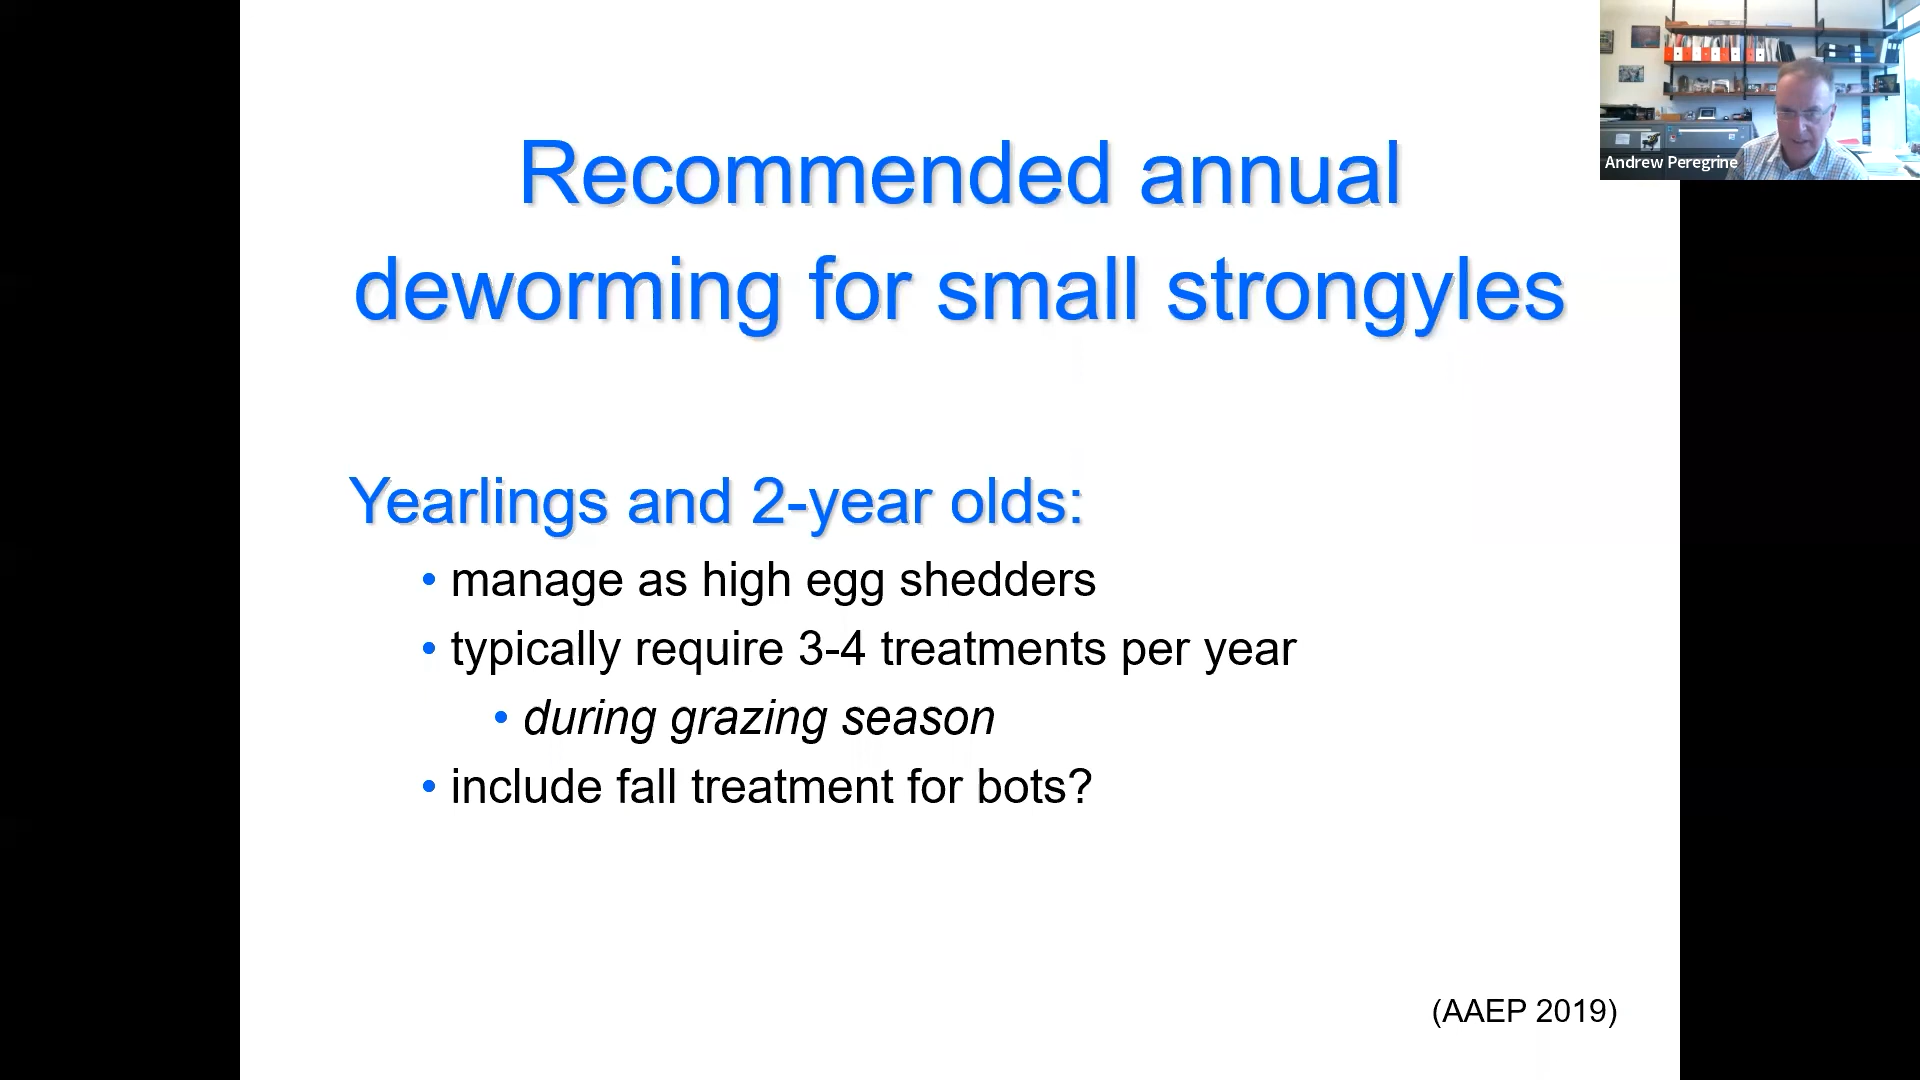 Recommended annual
deworming for small strongyles
Yearlings and 2-year olds:
• manage as high egg shedders
• typically require 3-4 treatments per year
• during grazing season
• include fall treatment for bots?
(AAEP 2019)
Andrew Peregrine